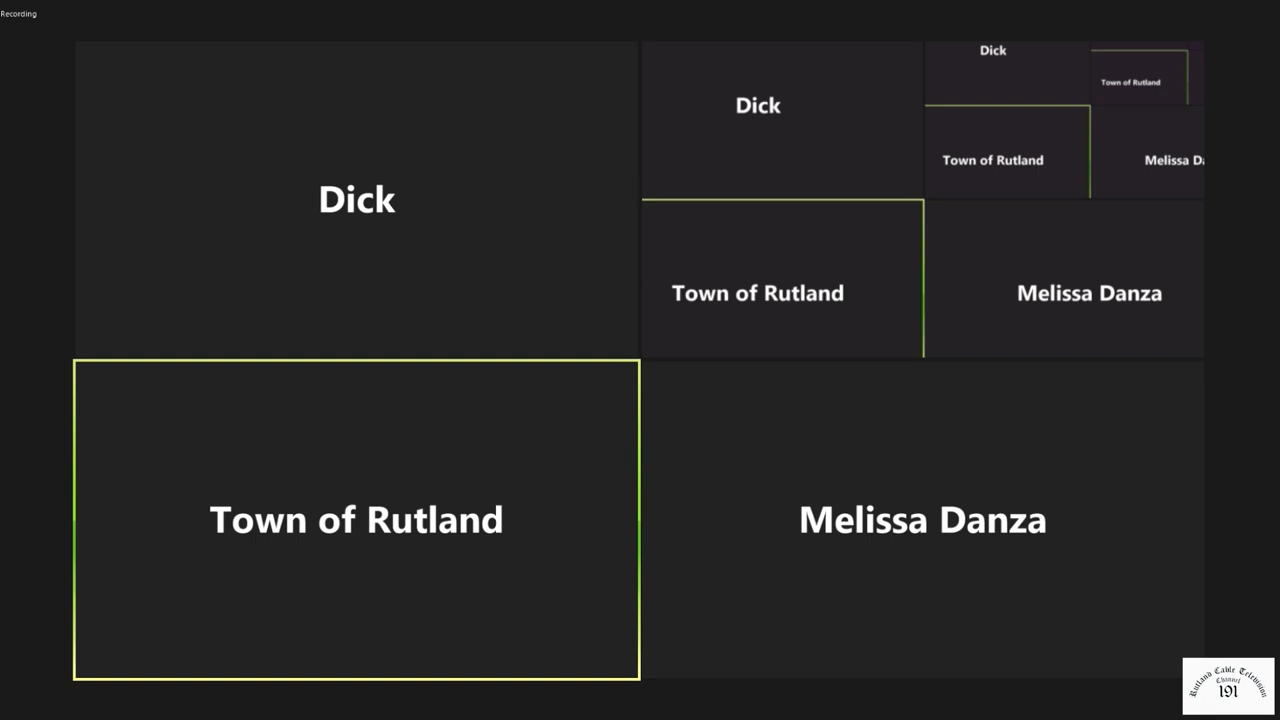 Recording
Dick
Dick
Dick
Town of Rutland
Town of Rutland
Melissa Da
Town of Rutland
Melissa Danza
Town of Rutland
Melissa Danza
Rutland Cable Television
Channel
191